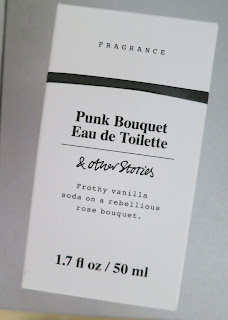 FRAGRANCE
Punk Bouquet
Eau de Toilette
& other Stories
Frothy vanilla
soda on a rebellious
rose bouquet.
1.7 fl oz / 50 ml